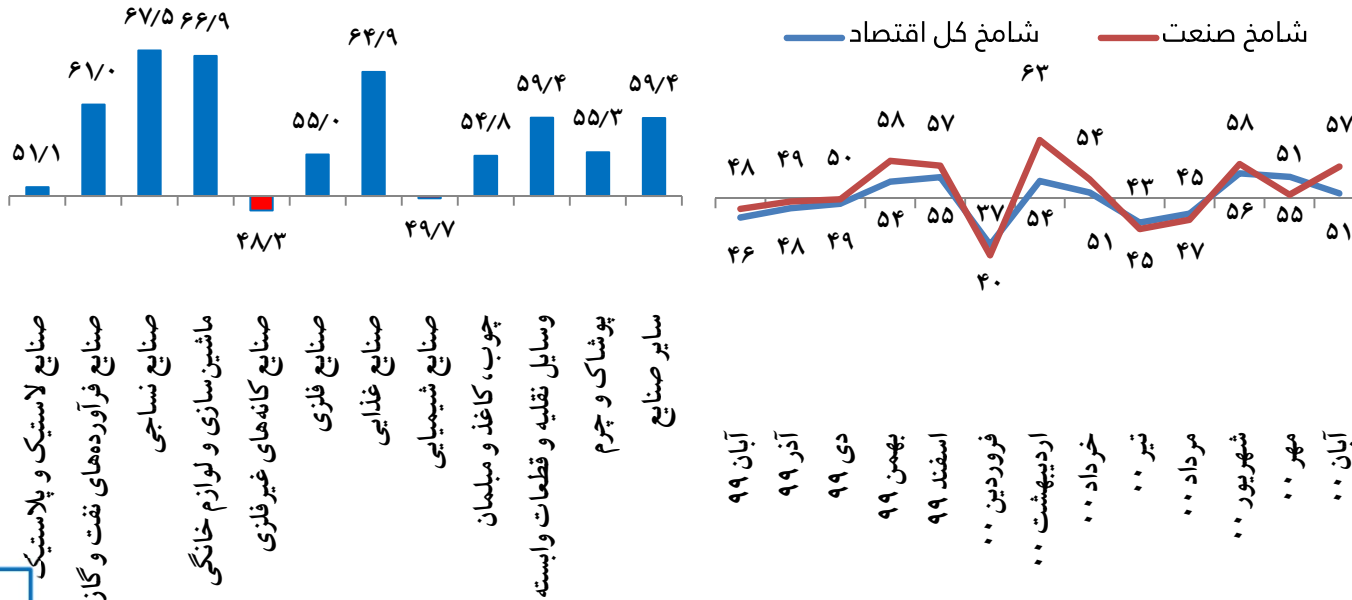 شامخ صنعت
شامخ کل اقتصاد
۶۳
۴۸
۴۹
۵۰
۵۸
۵۷
۳۷
۵۴
۴۳
۴۵
۵۸
۵۱
۵۷
۴۶
۴۸
۴۹
۵۴
۵۵
۴۰
۵۴
۵۱
۴۵
۴۷
۵۶
۵۵
۵۱
آبان ۹۹
آذر ۹۹
دی ۹۹
بهمن ۹۹
اسفند ۹۹
فروردین ۰۰
اردیبهشت ۰۰
خرداد ۰۰
تیر ۰۰
مرداد ۰۰
شهریور ۰۰
مهر ۰۰
آبان ۰۰
۵۱/۱
۶۱/۰
۶۷/۵
۶۶/۹
۴۸/۳
۵۵/۰
۶۴/۹
۴۹/۷
۵۴/۸
۵۹/۴
۵۵/۳
۵۹/۴
صنایع لاستیک و پلاستیک
صنایع فرآورده‌های نفت و گاز
صنایع نساجی
ماشین‌سازی و لوازم خانگی
صنایع کانه‌های غیرفلزی
صنایع فلزی
صنایع غذایی
صنایع شیمیایی
چوب، کاغذ و مبلمان
وسایل نقلیه و قطعات وابسته
پوشاک و چرم
سایر صنایع